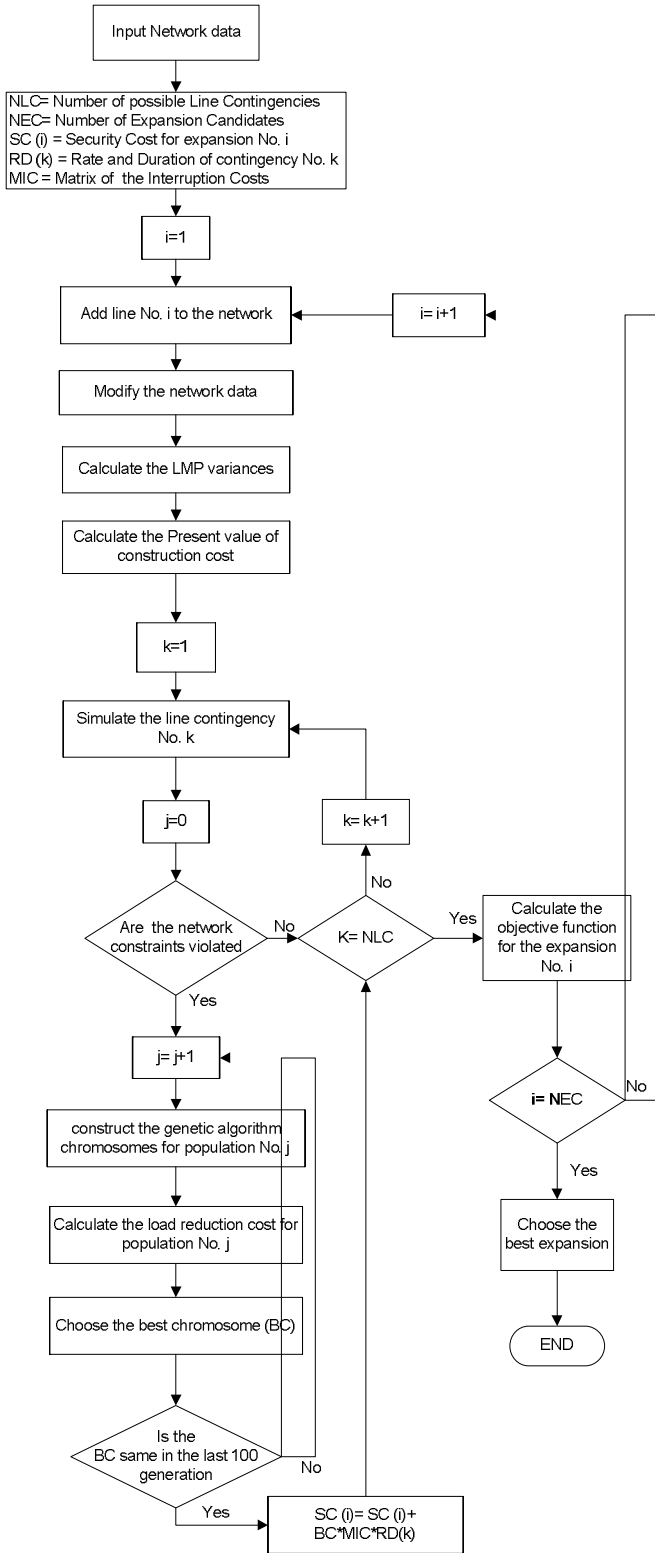 Input Network data
NLC= Number of possible Line Contingencies
NEC= Number of Expansion Candidates
SC (i) = Security Cost for expansion No. i
RD (k) = Rate and Duration of contingency No. k
MIC = Matrix of the Interruption Costs
i=1
Add line No. i to the network
i= i+1
Modify the network data
Calculate the LMP variances
Calculate the Present value of
construction cost
k=1
Simulate the line contingency
No. k
j=0
k= k+1
No
Are the network
constraints violated
No
K= NLC
Yes
Calculate the
objective function
for the expansion
No. i
Yes
j= j+1
i= NEC
No
construct the genetic algorithm
chromosomes for population No. j
Yes
Calculate the load reduction cost for
population No. j
Choose the
best expansion
Choose the best chromosome (BC)
END
Is the
BC same in the last 100
generation
No
Yes
SC (i)= SC (i)+
BC*MIC*RD(k)